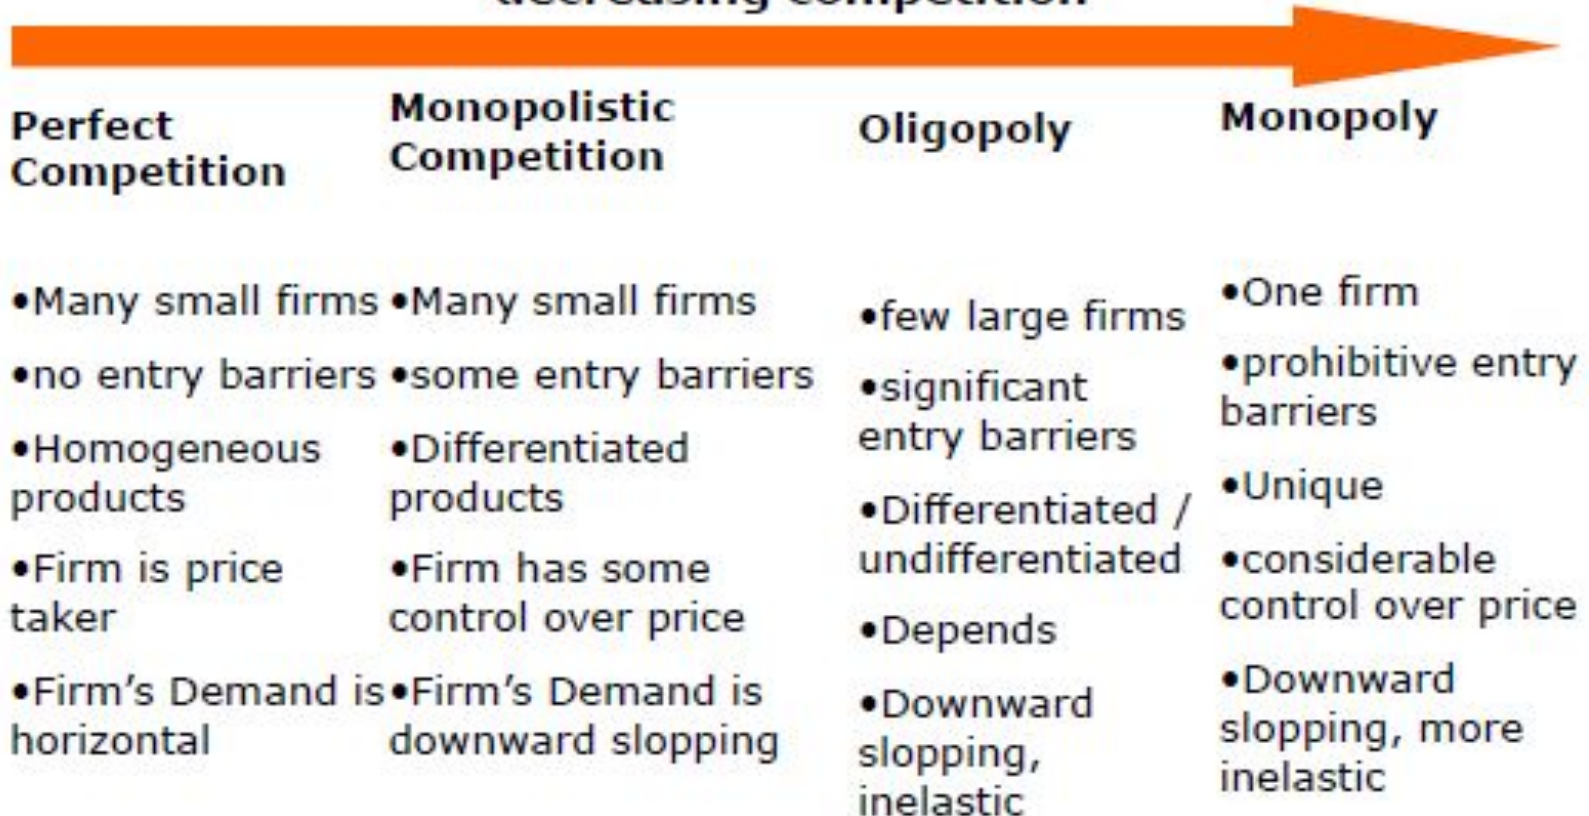 decreasing competition
Perfect
Competition
•Many small firms
•no entry barriers
•Homogeneous
products
•Firm is price
taker
•Firm's Demand is
horizontal
Monopolistic
Competition
•Many small firms
•some entry barriers
•Differentiated
products
•Firm has some
control over price
•Firm's Demand is
downward slopping
Oligopoly
•few large firms
•significant
entry barriers
•Differentiated /
undifferentiated
•Depends
•Downward
slopping,
inelastic
Monopoly
•One firm
•prohibitive entry
barriers
•Unique
•considerable
control over price
•Downward
slopping, more
inelastic